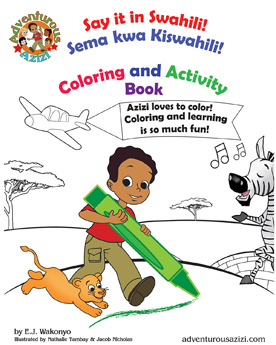 Adventurous
AZIZI
Say it in Swahili!
Sema kwa Kiswahili!
Coloring and Activity
Book
Azizi loves to color!
Coloring and learning
is so much fun!
by E.J. Wakonyo
Illustrated by Nathalie Tambay & Jacob Nicholas
adventurousazizi.com